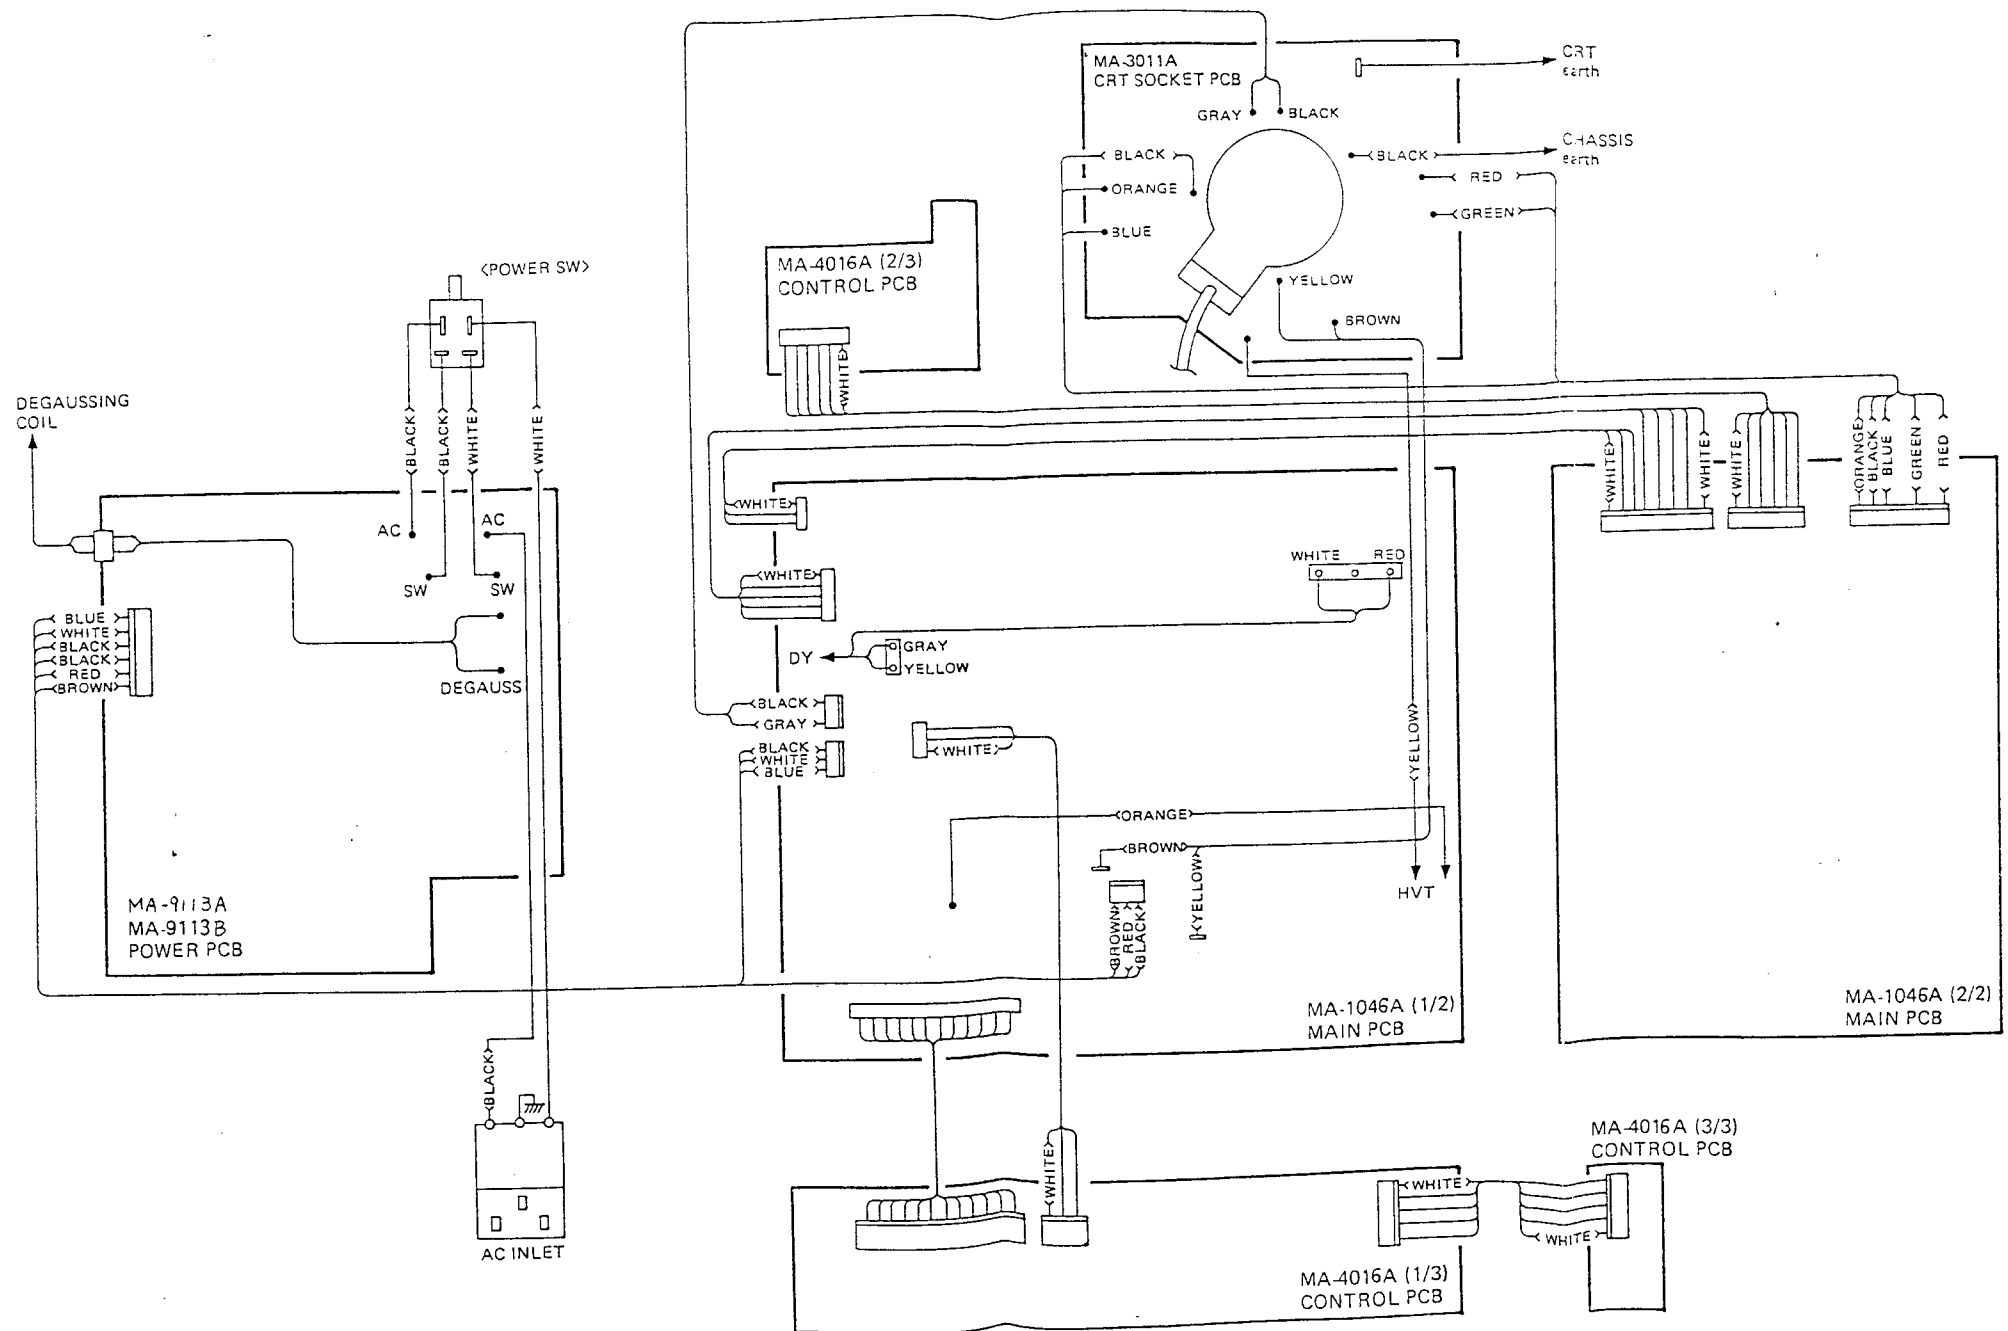 MA-3011A
CRT SOCKET PCB
CRT
earth
GRAY
BLACK
CHASSIS
earth
BLACK
BLACK
RED
ORANGE
GREEN
BLUE
YELLOW
BROWN
MA-4016A (2/3)
CONTROL PCB
WHITE
<POWER SW>
DEGAUSSING
COIL
BLACK
BLACK
WHITE
WHITE
AC
AC
SW
SW
DEGAUSS
BLUE
WHITE
BLACK
BLACK
RED
BROWN
MA-9113A
MA-9113B
POWER PCB
BLACK
AC INLET
WHITE
WHITE
WHITE
RED
DY
GRAY
YELLOW
BLACK
GRAY
BLACK
WHITE
BLUE
WHITE
YELLOW
ORANGE
BROWN
YELLOW
HVT
BROWN
RED
BLACK
MA-1046A (1/2)
MAIN PCB
WHITE
WHITE
WHITE
ORANGE
BLACK
BLUE
GREEN
RED
MA-1046A (2/2)
MAIN PCB
WHITE
MA-4016A (3/3)
CONTROL PCB
WHITE
WHITE
MA-4016A (1/3)
CONTROL PCB